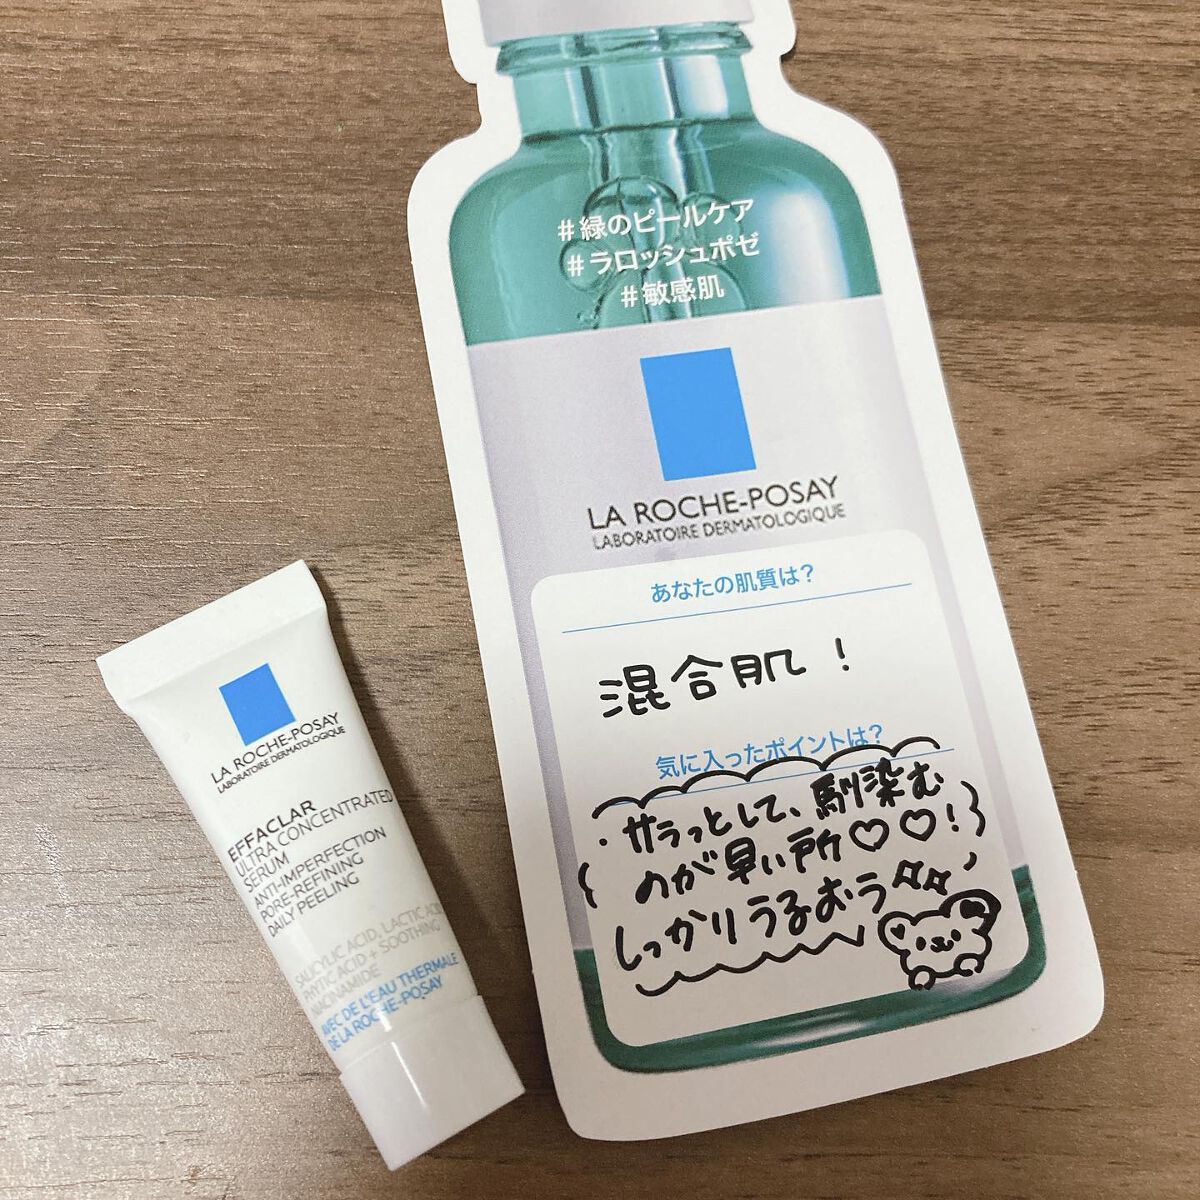 #緑のピールケア
#ラロッシュポゼ
#敏感肌
LA ROCHE-POSAY
LABORATOIRE DERMATOLOGIQUE
あなたの肌質は?
混合肌!
気に入ったポイントは?
・サラっとして、馴染む
のが早い所♡♡!
しっかりうるおう
LA ROCHE-POSAY
LABORATOIRE DERMATOLOGIQUE
EFFACLAR
ULTRA CONCENTRATED
SERUM
ANTI-IMPERFECTION
PORE-REFINING
DAILY PEELING
SALICYLIC ACID, LACTIC ACID
PHYTIC ACID + SOOTHING
NIACINAMIDE
AVEC DE L'EAU THERMALE
DE LA ROCHE-POSAY